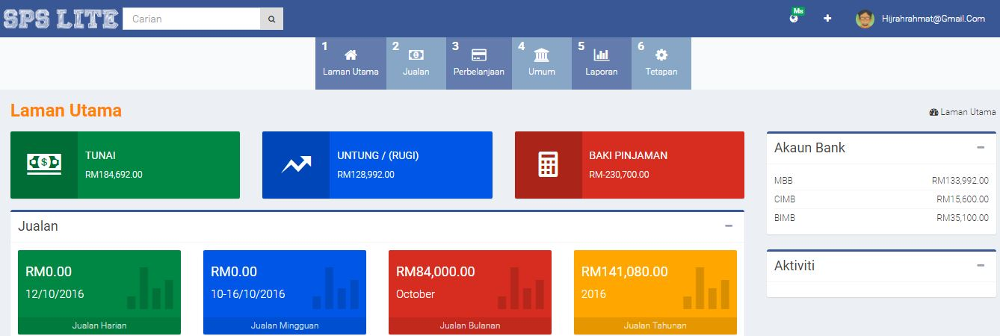 SPS LITE
Carian
Ms
Hijrahrahmat@Gmail.Com
1
Laman Utama
2
Jualan
3
Perbelanjaan
4
Umum
5
Laporan
6
Tetapan
Laman Utama
Laman Utama
TUNAI
RM184,692.00
UNTUNG / (RUGI)
RM128,992.00
BAKI PINJAMAN
RM-230,700.00
Akaun Bank
MBB RM133,992.00
CIMB RM15,600.00
BIMB RM35,100.00
Jualan
RM0.00
12/10/2016
Jualan Harian
RM0.00
10-16/10/2016
Jualan Mingguan
RM84,000.00
October
Jualan Bulanan
RM141,080.00
2016
Jualan Tahunan
Aktiviti